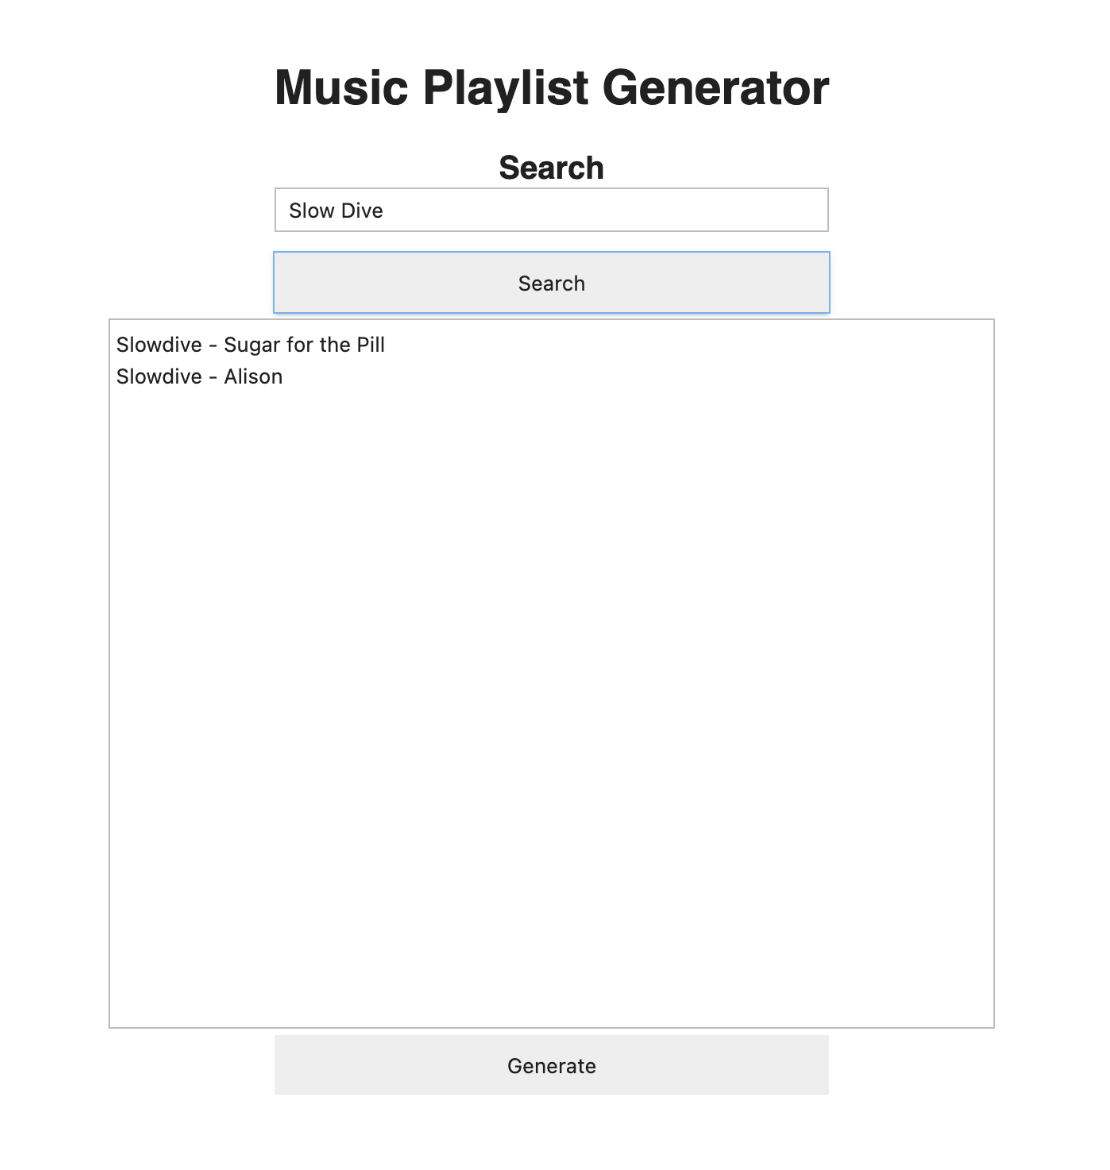 Music Playlist Generator
Search
Slow Dive
Search
Slowdive - Sugar for the Pill
Slowdive - Alison
Generate